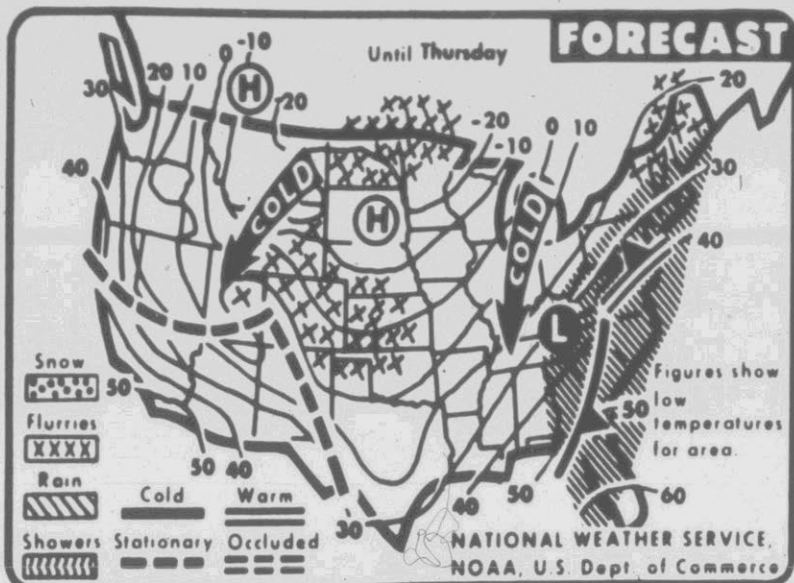 FORECAST
Until Thursday
-10
0
20 10
30
H
20
20
-20
-10
0 10
30
40
40
COLD
H
COLD
L
Snow
50
Flurries
XXXX
Rain
Showers
Cold
Warm
Stationary
Occluded
50 40
30
40
50
50
60
Figures show
low
temperatures
for area.
NATIONAL WEATHER SERVICE,
NOAA, U.S. Dept. of Commerce